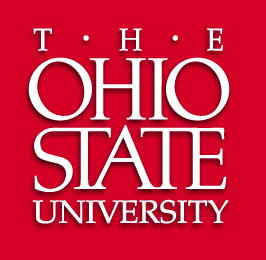 T · H · E
OHIO
STATE
UNIVERSITY